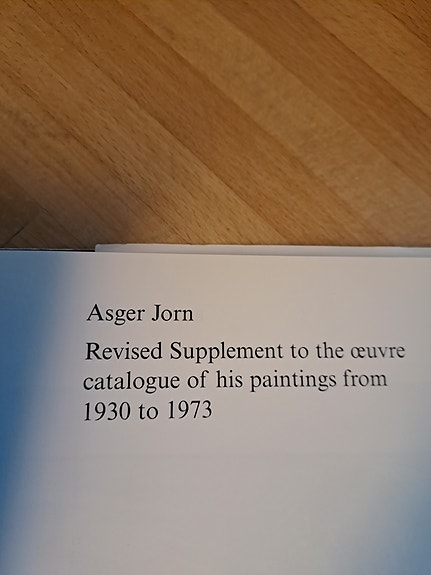 Asger Jorn
Revised Supplement to the œuvre
catalogue of his paintings from
1930 to 1973